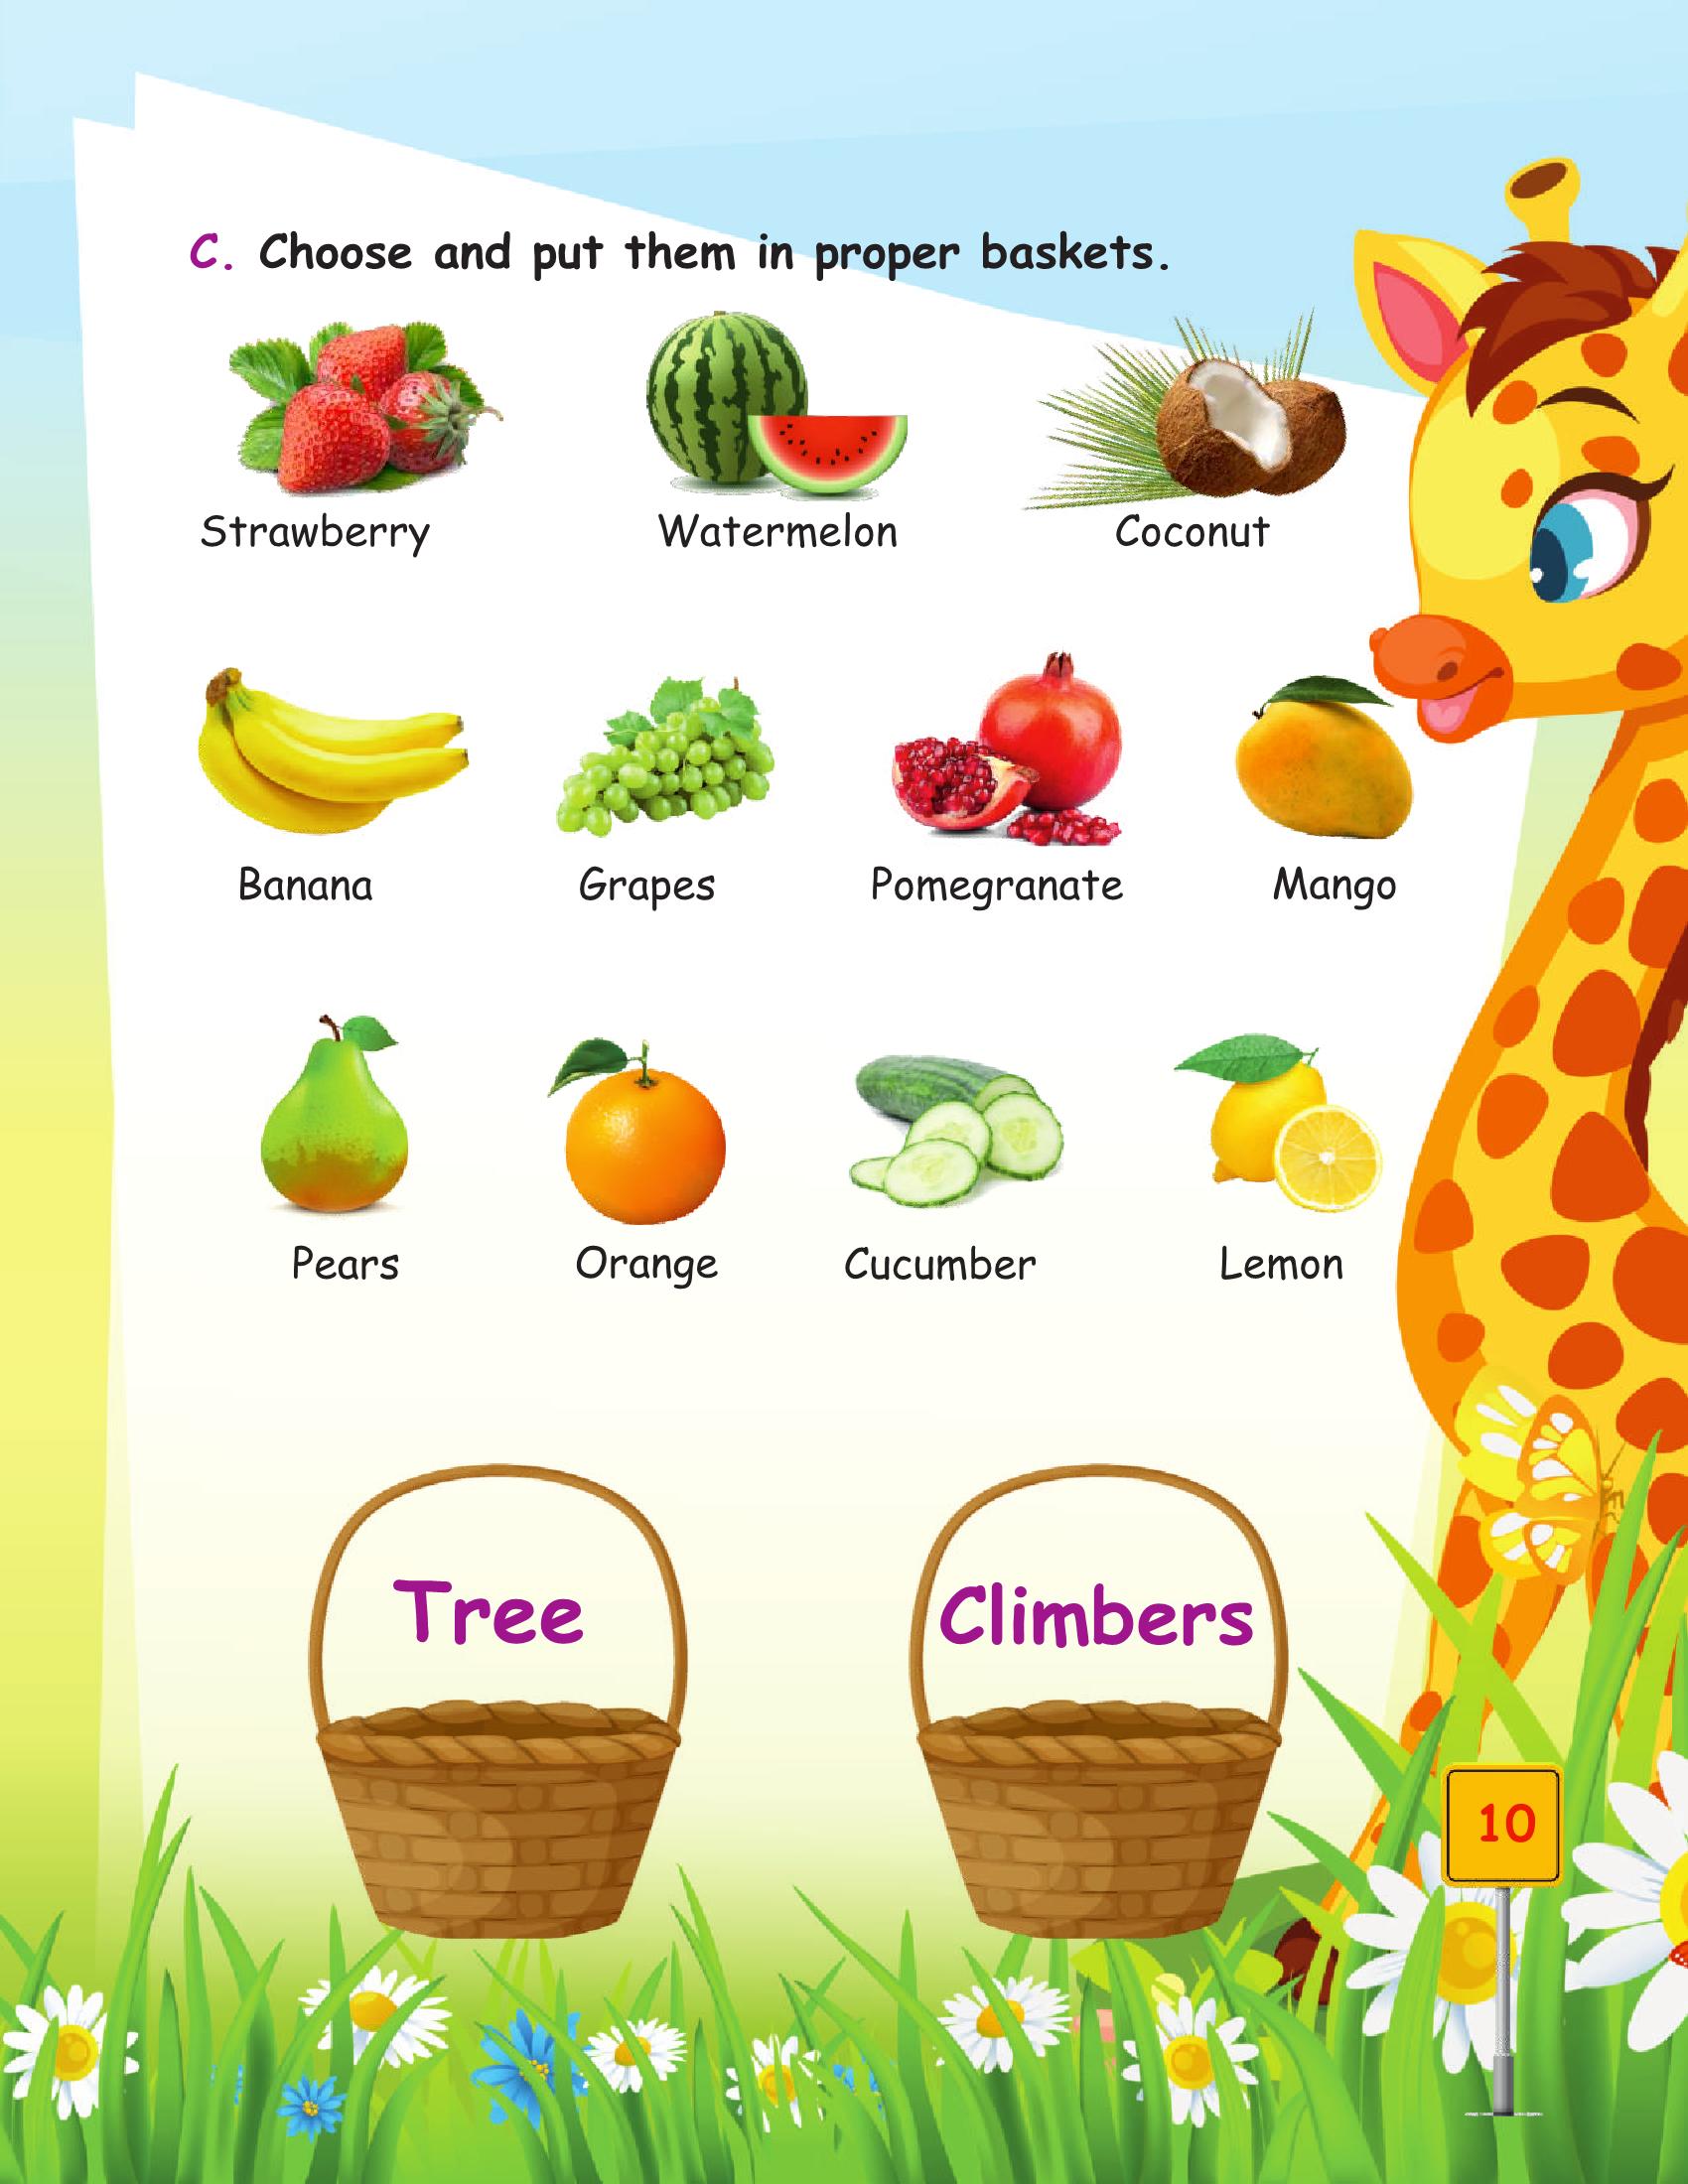 C. Choose and put them in proper baskets.
Strawberry Watermelon Coconut
Banana Grapes Pomegranate Mango
Pears Orange Cucumber Lemon
Tree Climbers
10